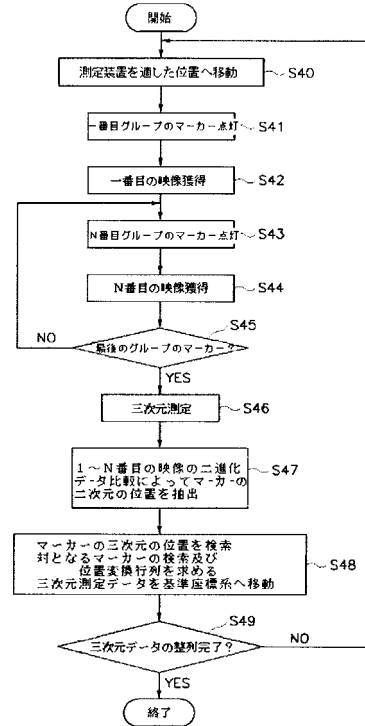 開始
測定装置を適した位置へ移動
S40
一番目グループのマーカー点灯
S41
一番目の映像獲得
S42
N番目グループのマーカー点灯
S43
N番目の映像獲得
S44
最後のグループのマーカー?
S45
NO
YES
三次元測定
S46
1～N番目の映像の二進化
データ比較によってマーカーの
二次元の位置を抽出
S47
マーカーの三次元の位置を検索
対となるマーカーの検索及び
位置変換行列を求める
三次元測定データを基準座標系へ移動
S48
三次元データの整列完了?
S49
NO
YES
終了